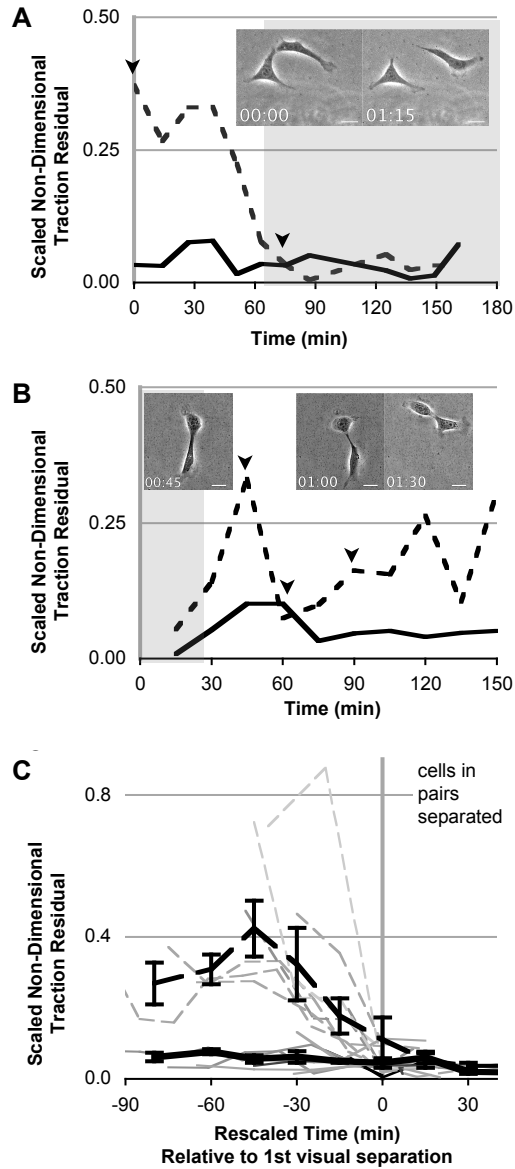 A
0.50
0.25
0.00
Scaled Non-Dimensional
Traction Residual
00:00
01:15
0 30 60 90 120 150 180
Time (min)
B
0.50
0.25
0.00
Scaled Non-Dimensional
Traction Residual
00:45
01:00
01:30
0 30 60 90 120 150
Time (min)
C
0.8
0.4
0.0
Scaled Non-Dimensional
Traction Residual
cells in
pairs
separated
-90 -60 -30 0 30
Rescaled Time (min)
Relative to 1st visual separation